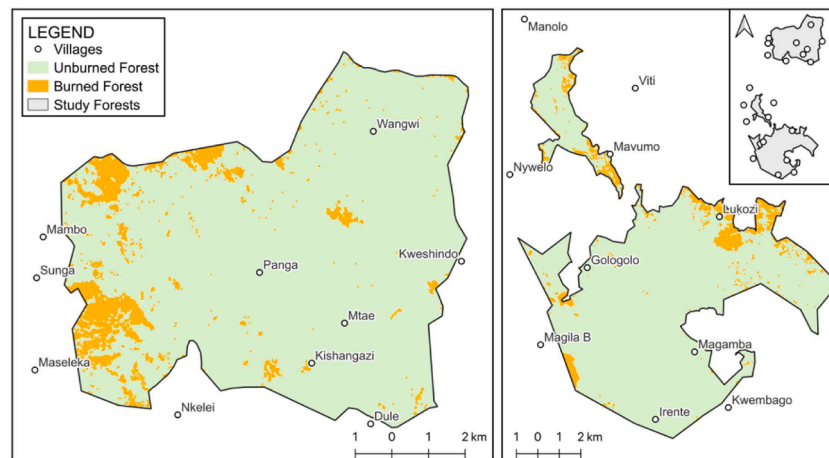 LEGEND
Villages
Unburned Forest
Burned Forest
Study Forests
Wangwi
Mambo
Sunga
Panga
Kweshindo
Mtae
Maseleka
Kishangazi
Nkelei
Dule
1 0 1 2 km
Manolo
Viti
Mavumo
Nywelo
Lukozi
Gologolo
Magila B
Magamba
Irente
Kwembago
1 0 1 2 km